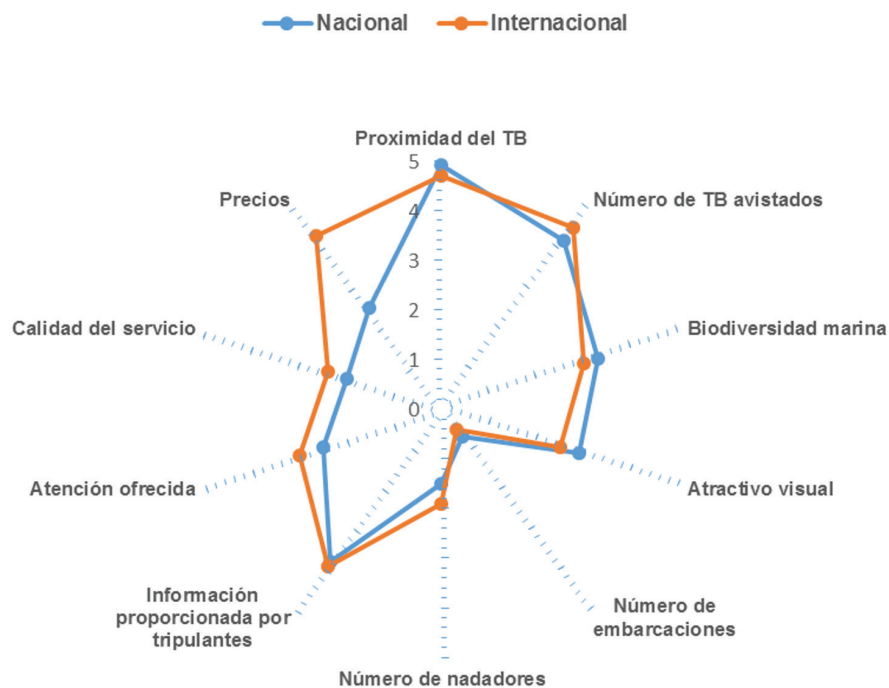 Nacional
Internacional
Proximidad del TB
5
4
3
2
1
0
Número de TB avistados
Biodiversidad marina
Atractivo visual
Número de
embarcaciones
Número de nadadores
Información
proporcionada por
tripulantes
Atención ofrecida
Calidad del servicio
Precios